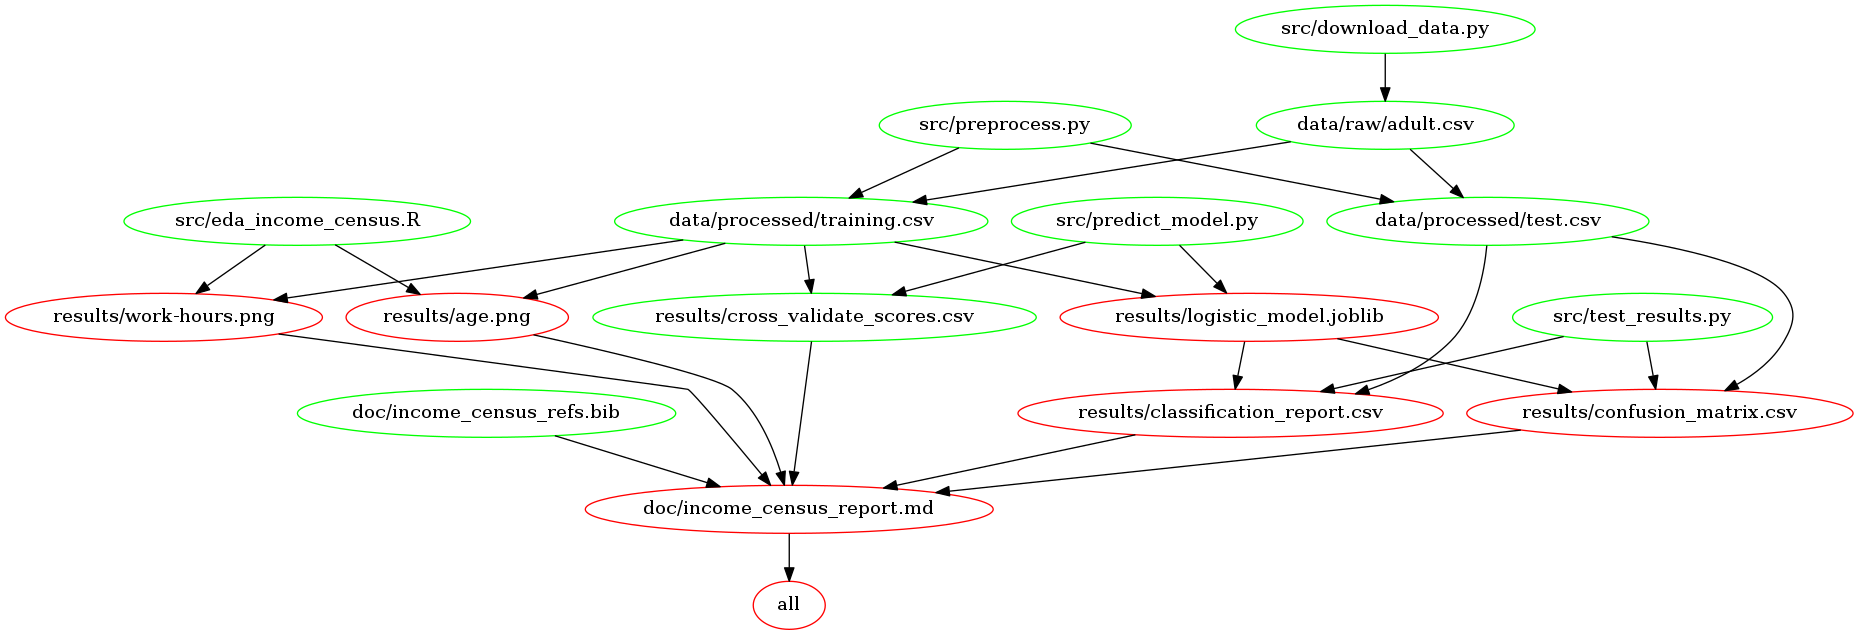 src/download_data.py
src/preprocess.py
data/raw/adult.csv
src/eda_income_census.R
data/processed/training.csv
src/predict_model.py
data/processed/test.csv
results/work-hours.png
results/age.png
results/cross_validate_scores.csv
results/logistic_model.joblib
src/test_results.py
doc/income_census_refs.bib
results/classification_report.csv
results/confusion_matrix.csv
doc/income_census_report.md
all